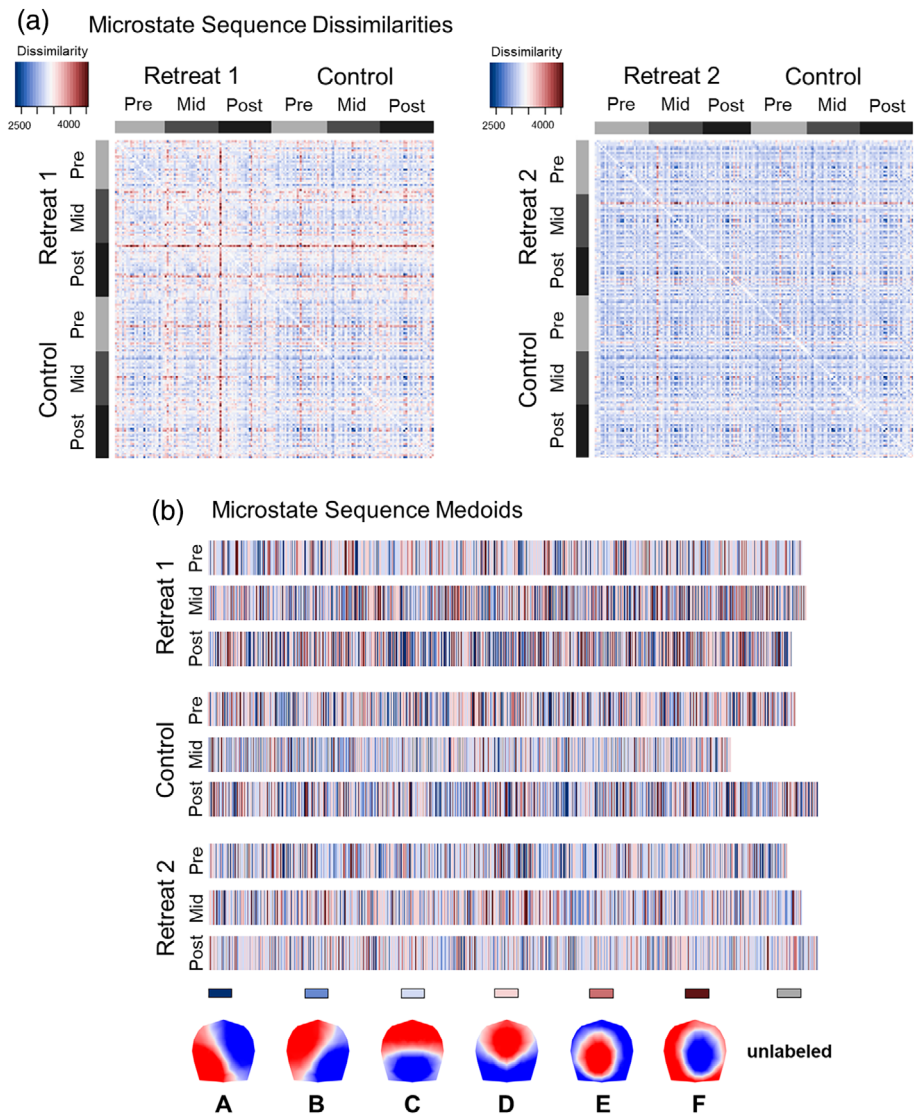 (a) Microstate Sequence Dissimilarities
Dissimilarity
2500 4000
Retreat 1 Control
Pre Mid Post Pre Mid Post
Retreat 1
Pre
Mid
Post
Control
Pre
Mid
Post
Dissimilarity
2500 4000
Retreat 2 Control
Pre Mid Post Pre Mid Post
Retreat 2
Pre
Mid
Post
Control
Pre
Mid
Post
(b) Microstate Sequence Medoids
Retreat 1
Pre
Mid
Post
Control
Pre
Mid
Post
Retreat 2
Pre
Mid
Post
unlabeled
A B C D E F